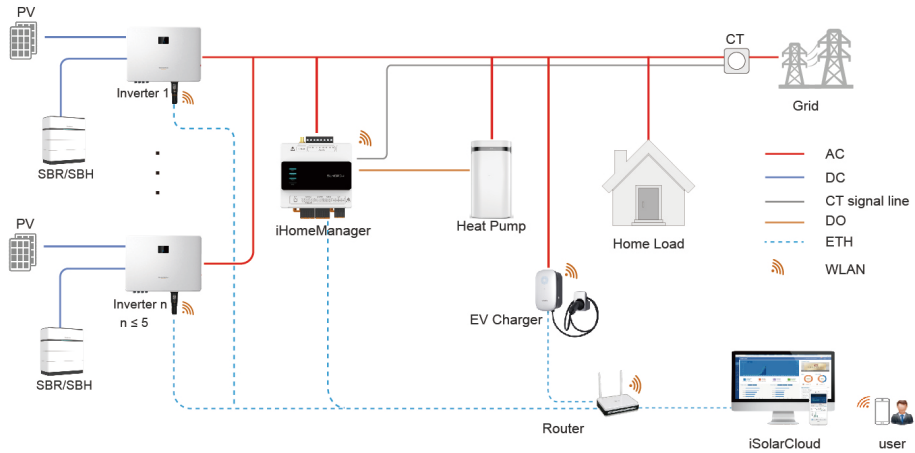 PV
CT
Inverter 1
Grid
SBR/SBH
AC
DC
CT signal line
DO
ETH
WLAN
iHomeManager
Heat Pump
Home Load
PV
Inverter n
n ≤ 5
EV Charger
SBR/SBH
Router
iSolarCloud
user